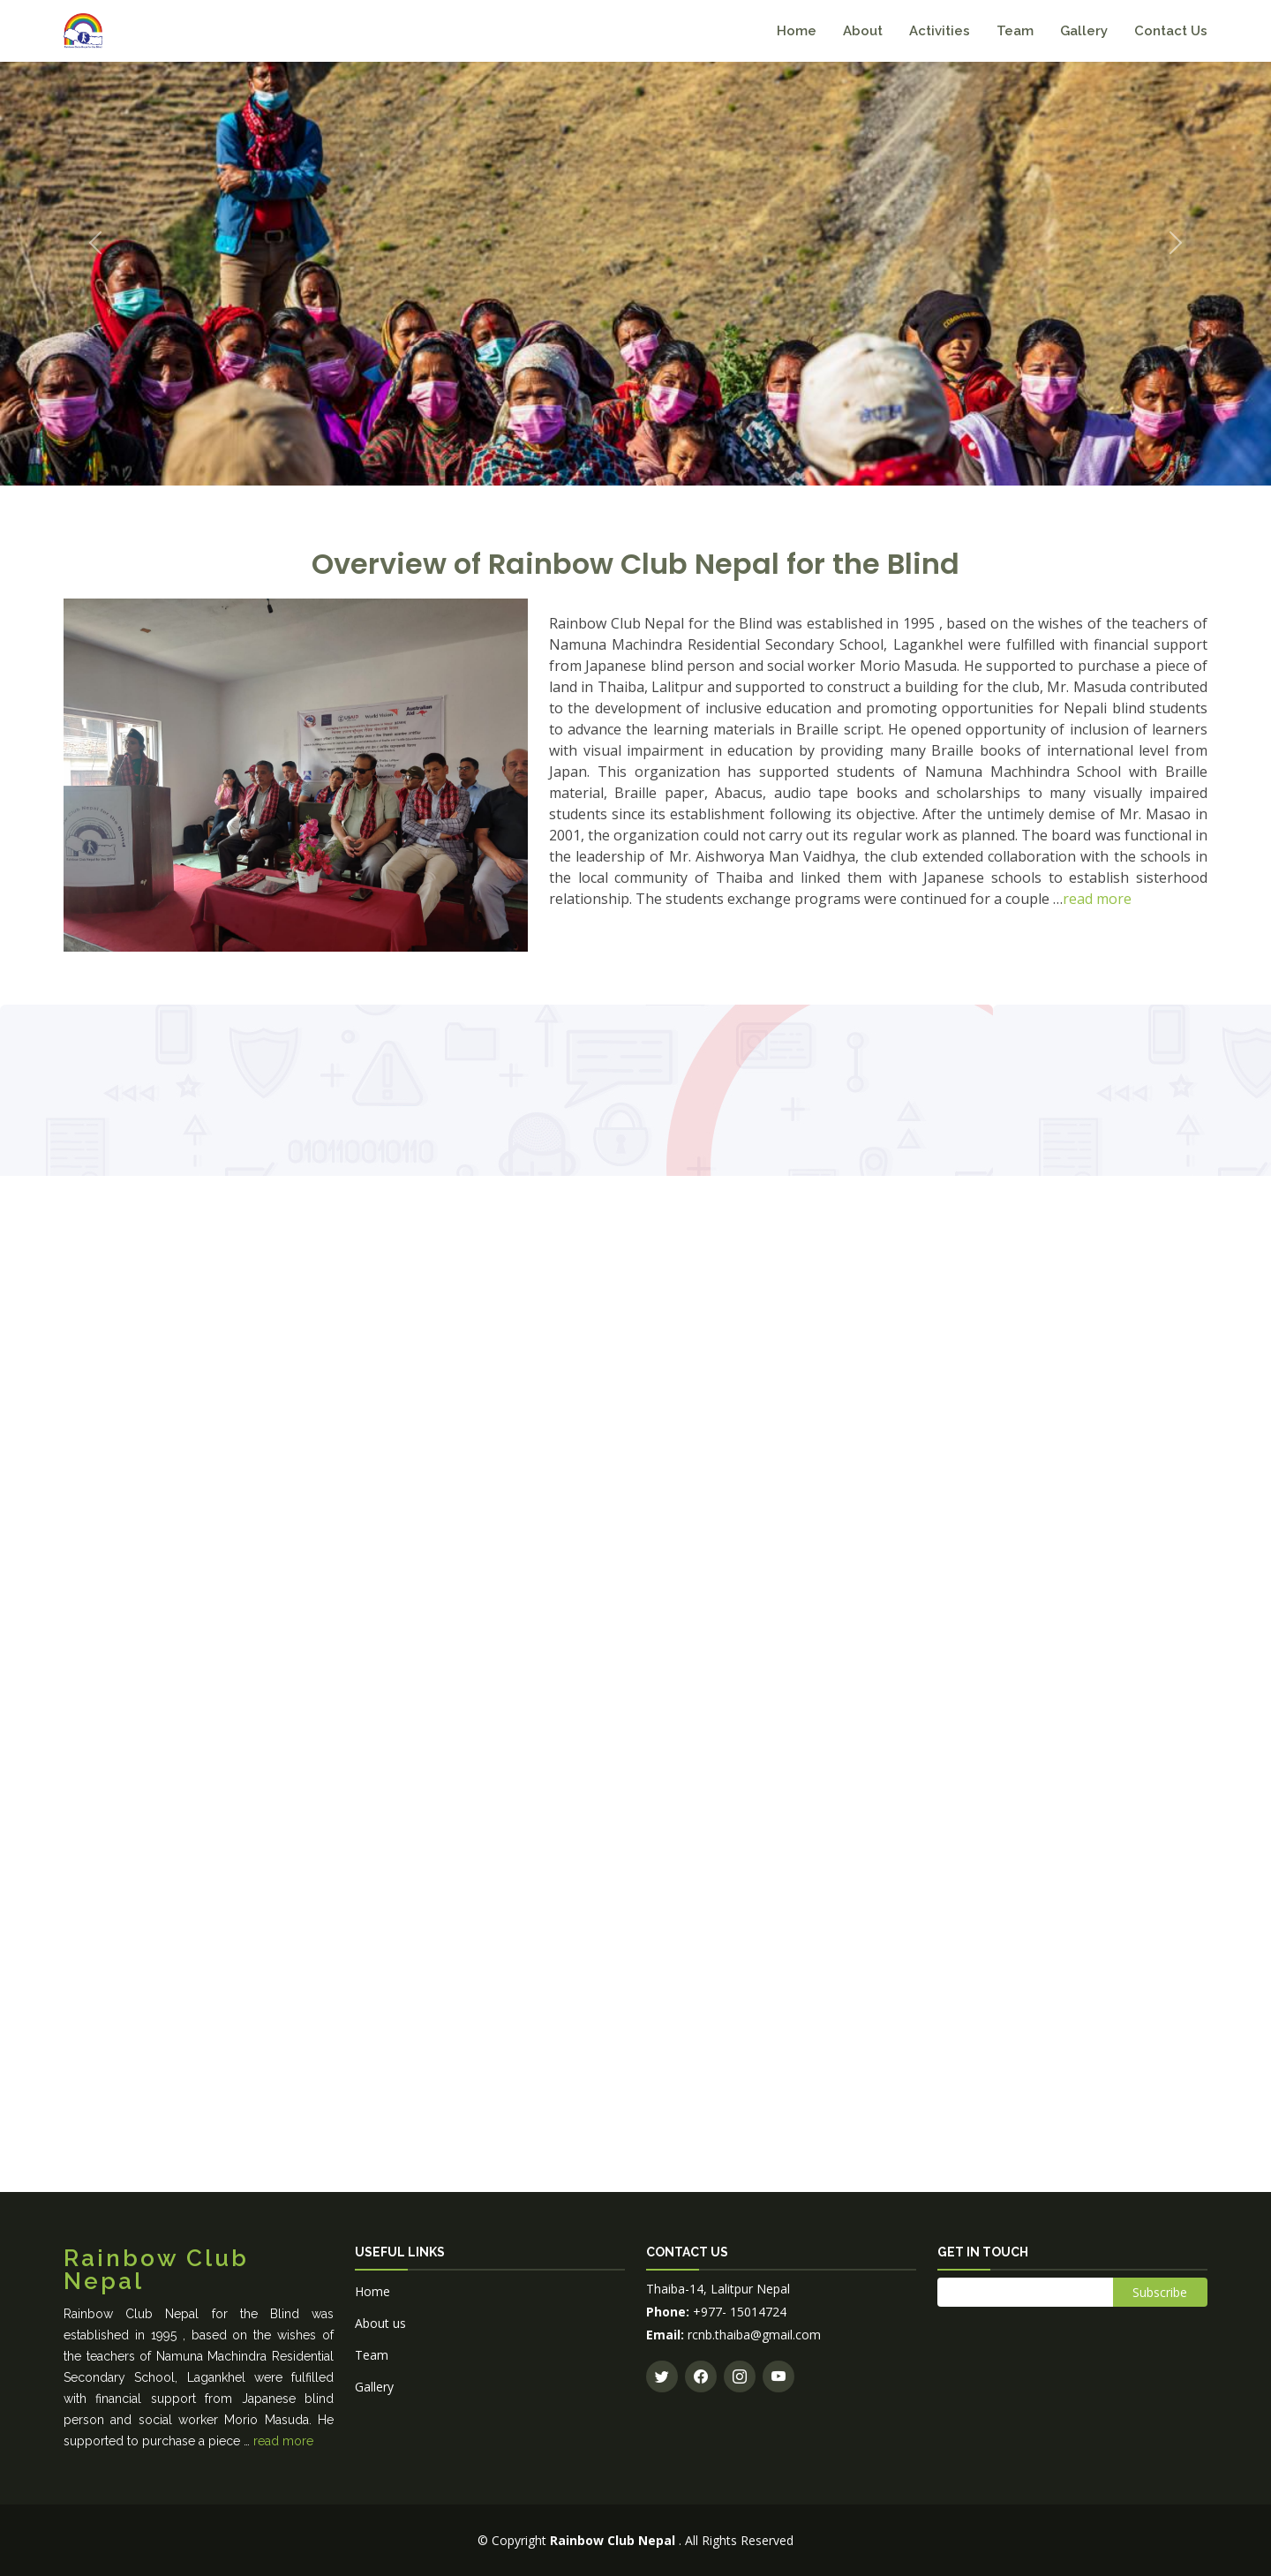 Home About Activities Team Gallery Contact Us
Overview of Rainbow Club Nepal for the Blind
Rainbow Club Nepal for the Blind was established in 1995 , based on the wishes of the teachers of
Namuna Machindra Residential Secondary School, Lagankhel were fulfilled with financial support
from Japanese blind person and social worker Morio Masuda. He supported to purchase a piece of
land in Thaiba, Lalitpur and supported to construct a building for the club, Mr. Masuda contributed
to the development of inclusive education and promoting opportunities for Nepali blind students
to advance the learning materials in Braille script. He opened opportunity of inclusion of learners
with visual impairment in education by providing many Braille books of international level from
Japan. This organization has supported students of Namuna Machhindra School with Braille
material, Braille paper, Abacus, audio tape books and scholarships to many visually impaired
students since its establishment following its objective. After the untimely demise of Mr. Masao in
2001, the organization could not carry out its regular work as planned. The board was functional in
the leadership of Mr. Aishworya Man Vaidhya, the club extended collaboration with the schools in
the local community of Thaiba and linked them with Japanese schools to establish sisterhood
relationship. The students exchange programs were continued for a couple ...read more
World Vision
Australian
Aid
010110010110
Rainbow Club
Nepal
Rainbow Club Nepal for the Blind was
established in 1995 , based on the wishes of
the teachers of Namuna Machindra Residential
Secondary School, Lagankhel were fulfilled
with financial support from Japanese blind
person and social worker Morio Masuda. He
supported to purchase a piece ... read more
USEFUL LINKS
Home
About us
Team
Gallery
CONTACT US
Thaiba-14, Lalitpur Nepal
Phone: +977- 15014724
Email: rcnb.thaiba@gmail.com
GET IN TOUCH
Subscribe
© Copyright Rainbow Club Nepal . All Rights Reserved